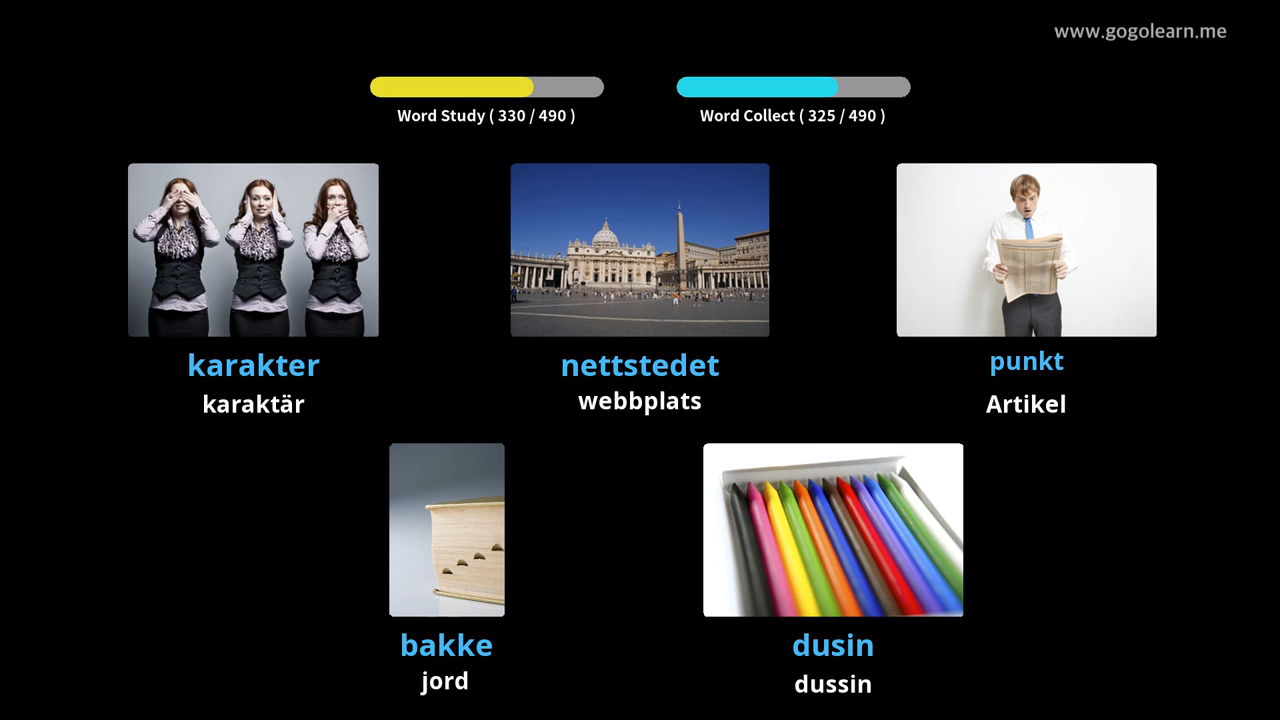 www.gogolearn.me
Word Study ( 330 / 490 )
Word Collect ( 325 / 490 )
karakter
karaktär
nettstedet
webbplats
punkt
Artikel
bakke
jord
dusin
dussin